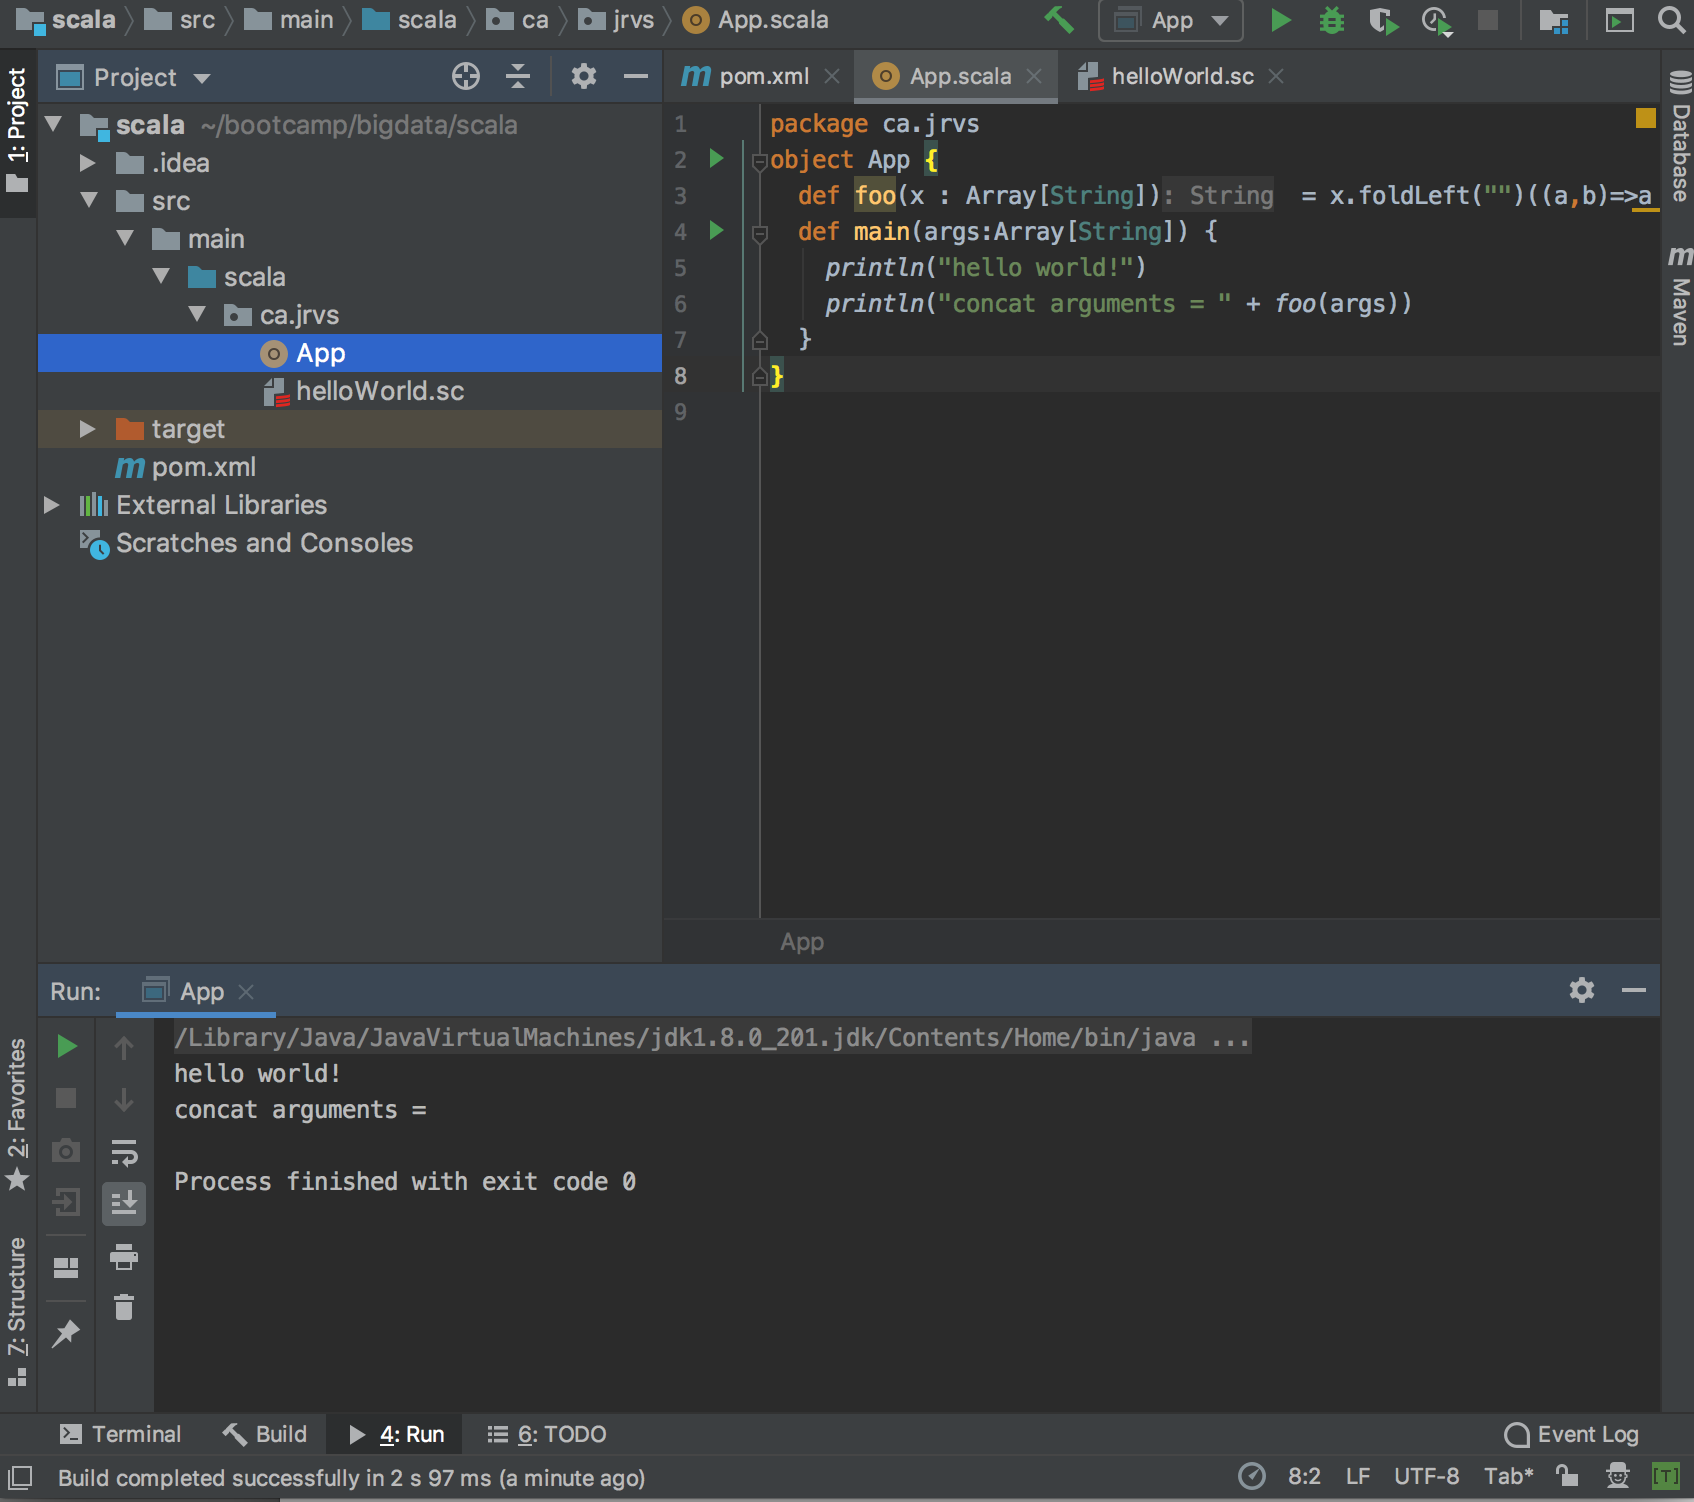 scala src main scala ca jrvs App.scala App
1: Project
Project
pom.xml App.scala helloWorld.sc
scala ~/bootcamp/bigdata/scala
.idea
src
main
scala
ca.jrvs
App
helloWorld.sc
target
pom.xml
External Libraries
Scratches and Consoles
1 package ca.jrvs
2 object App {
3 def foo(x : Array[String]): String = x.foldLeft("")((a,b)=>a
4 def main(args:Array[String]) {
5 println("hello world!")
6 println("concat arguments = " + foo(args))
7 }
8 }
9
App
Database
Maven
Run: App
/Library/Java/JavaVirtualMachines/jdk1.8.0_201.jdk/Contents/Home/bin/java ...
hello world!
concat arguments =
Process finished with exit code 0
2: Favorites
7: Structure
Terminal Build 4: Run 6: TODO Event Log
Build completed successfully in 2 s 97 ms (a minute ago) 8:2 LF UTF-8 Tab* [T]